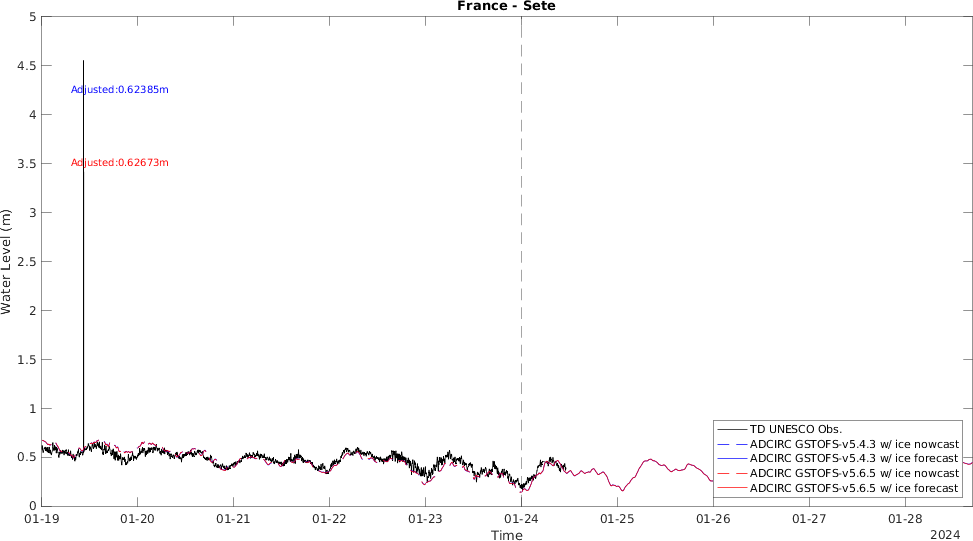 France - Sete
5
4.5
4
3.5
3
2.5
2
1.5
1
0.5
0
Water Level (m)
Adjusted:0.62385m
Adjusted:0.62673m
TD UNESCO Obs.
ADCIRC GSTOFS-v5.4.3 w/ ice nowcast
ADCIRC GSTOFS-v5.4.3 w/ ice forecast
ADCIRC GSTOFS-v5.6.5 w/ ice nowcast
ADCIRC GSTOFS-v5.6.5 w/ ice forecast
01-19 01-20 01-21 01-22 01-23 01-24 01-25 01-26 01-27 01-28
Time
2024